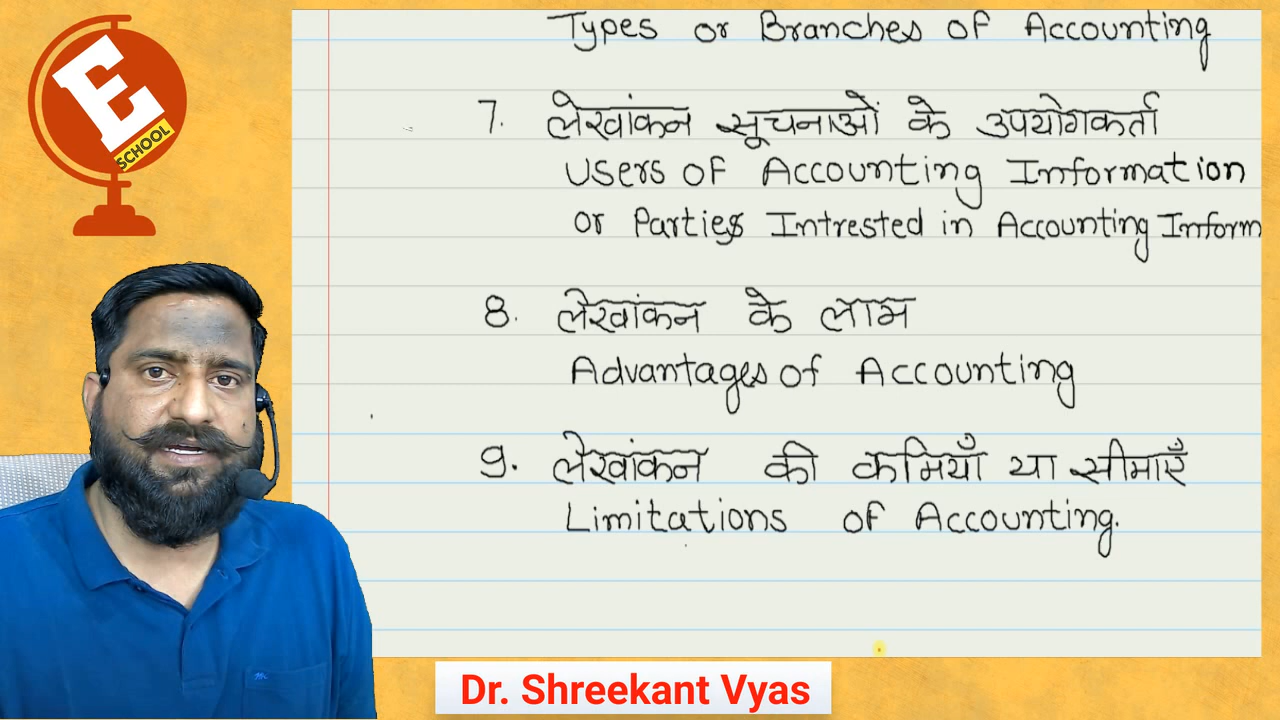 E
SCHOOL
Types or Branches of Accounting
7. लेखांकन सूचनाओं के उपयोगकर्ता
Users of Accounting Information
or Parties Intrested in Accounting Inform
8. लेखांकन के लाभ
Advantages of Accounting
9. लेखांकन की कमियाँ या सीमाएँ
Limitations of Accounting.
Dr. Shreekant Vyas